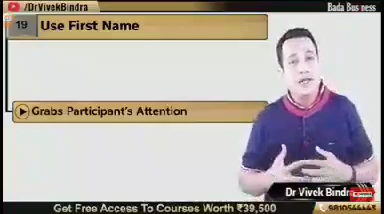 /DrVivekBindra
Bada Business
19 Use First Name
Grabs Participant's Attention
Dr Vivek Bindra
Get Free Access To Courses Worth ₹39,500